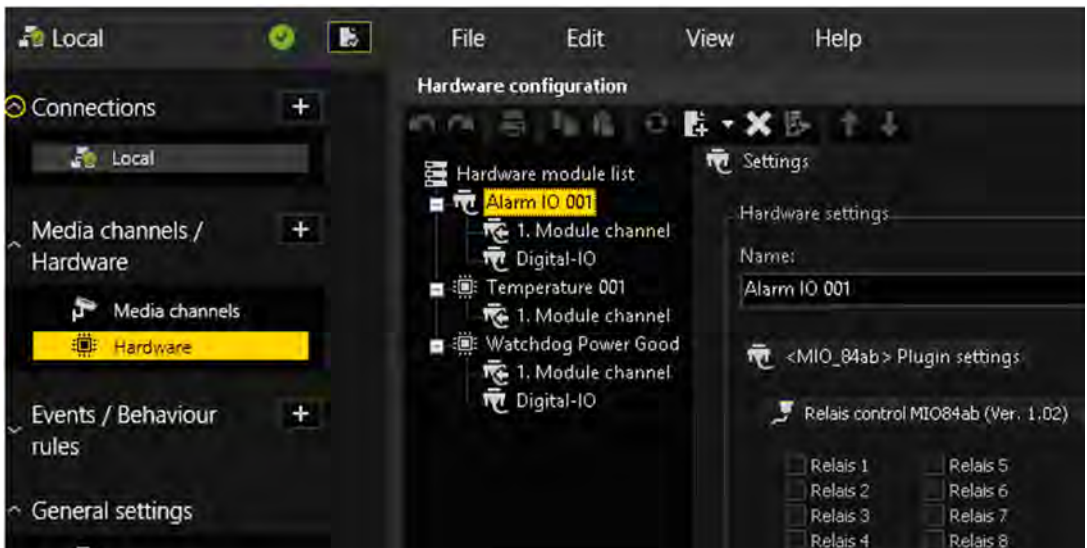 Local
File Edit View Help
Connections
Local
Media channels /
Hardware
Media channels
Hardware
Events / Behaviour
rules
General settings
Hardware configuration
Hardware module list
Alarm IO 001
1. Module channel
Digital-IO
Temperature 001
1. Module channel
Watchdog Power Good
1. Module channel
Digital-IO
Settings
Hardware settings
Name:
Alarm IO 001
<MIO_84ab> Plugin settings
Relais control MIO84ab (Ver. 1.02)
Relais 1 Relais 5
Relais 2 Relais 6
Relais 3 Relais 7
Relais 4 Relais 8